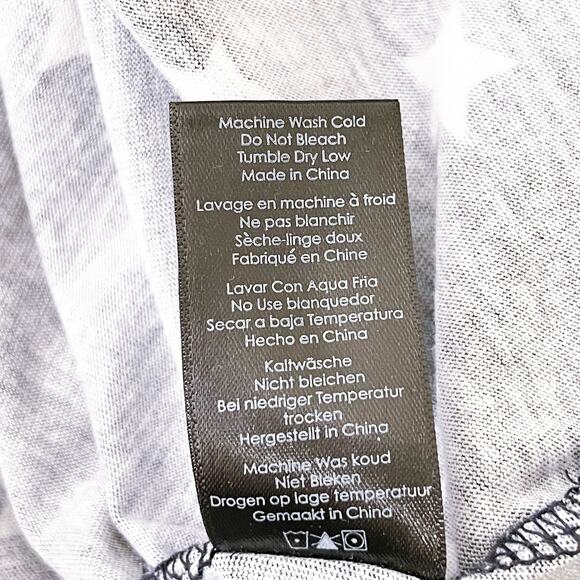 Machine Wash Cold
Do Not Bleach
Tumble Dry Low
Made in China
Lavage en machine à froid
Ne pas blanchir
Sèche-linge doux
Fabriqué en Chine
Lavar Con Aqua Fria
No Use blanquedor
Secar a baja Temperatura
Hecho en China
Kaltwäsche
Nicht bleichen
Bei niedriger Temperatur
trocken
Hergestellt in China
Machine Was koud
Niet Bleken
Drogen op lage temperatuur
Gemaakt in China